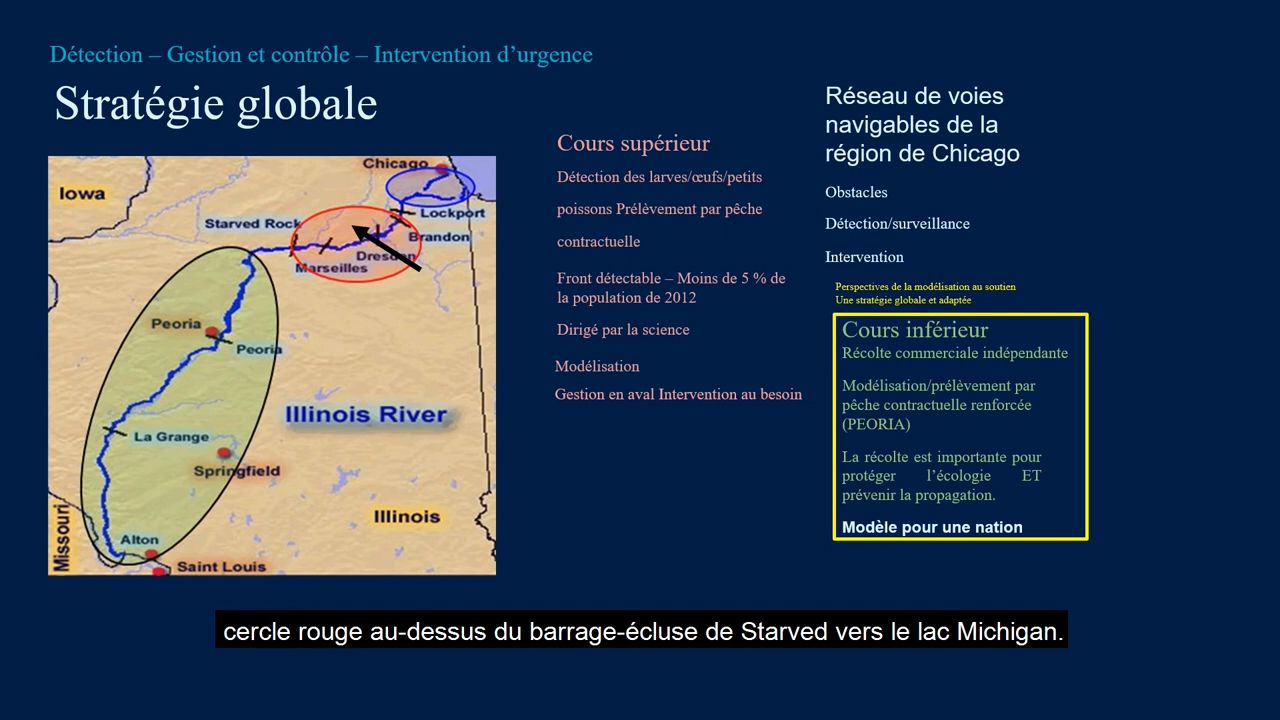 Détection – Gestion et contrôle – Intervention d’urgence
Stratégie globale
Chicago
Iowa
Lockport
Starved Rock
Brandon
Dresden
Marseilles
Peoria
Peoria
Illinois River
La Grange
Springfield
Illinois
Missouri
Alton
Saint Louis
Cours supérieur
Détection des larves/œufs/petits
poissons Prélèvement par pêche
contractuelle
Front détectable – Moins de 5 % de
la population de 2012
Dirigé par la science
Modélisation
Gestion en aval Intervention au besoin
Réseau de voies
navigables de la
région de Chicago
Obstacles
Détection/surveillance
Intervention
Perspectives de la modélisation au soutien
Une stratégie globale et adaptée
Cours inférieur
Récolte commerciale indépendante
Modélisation/prélèvement par
pêche contractuelle renforcée
(PEORIA)
La récolte est importante pour
protéger l’écologie ET
prévenir la propagation.
Modèle pour une nation
cercle rouge au-dessus du barrage-écluse de Starved vers le lac Michigan.